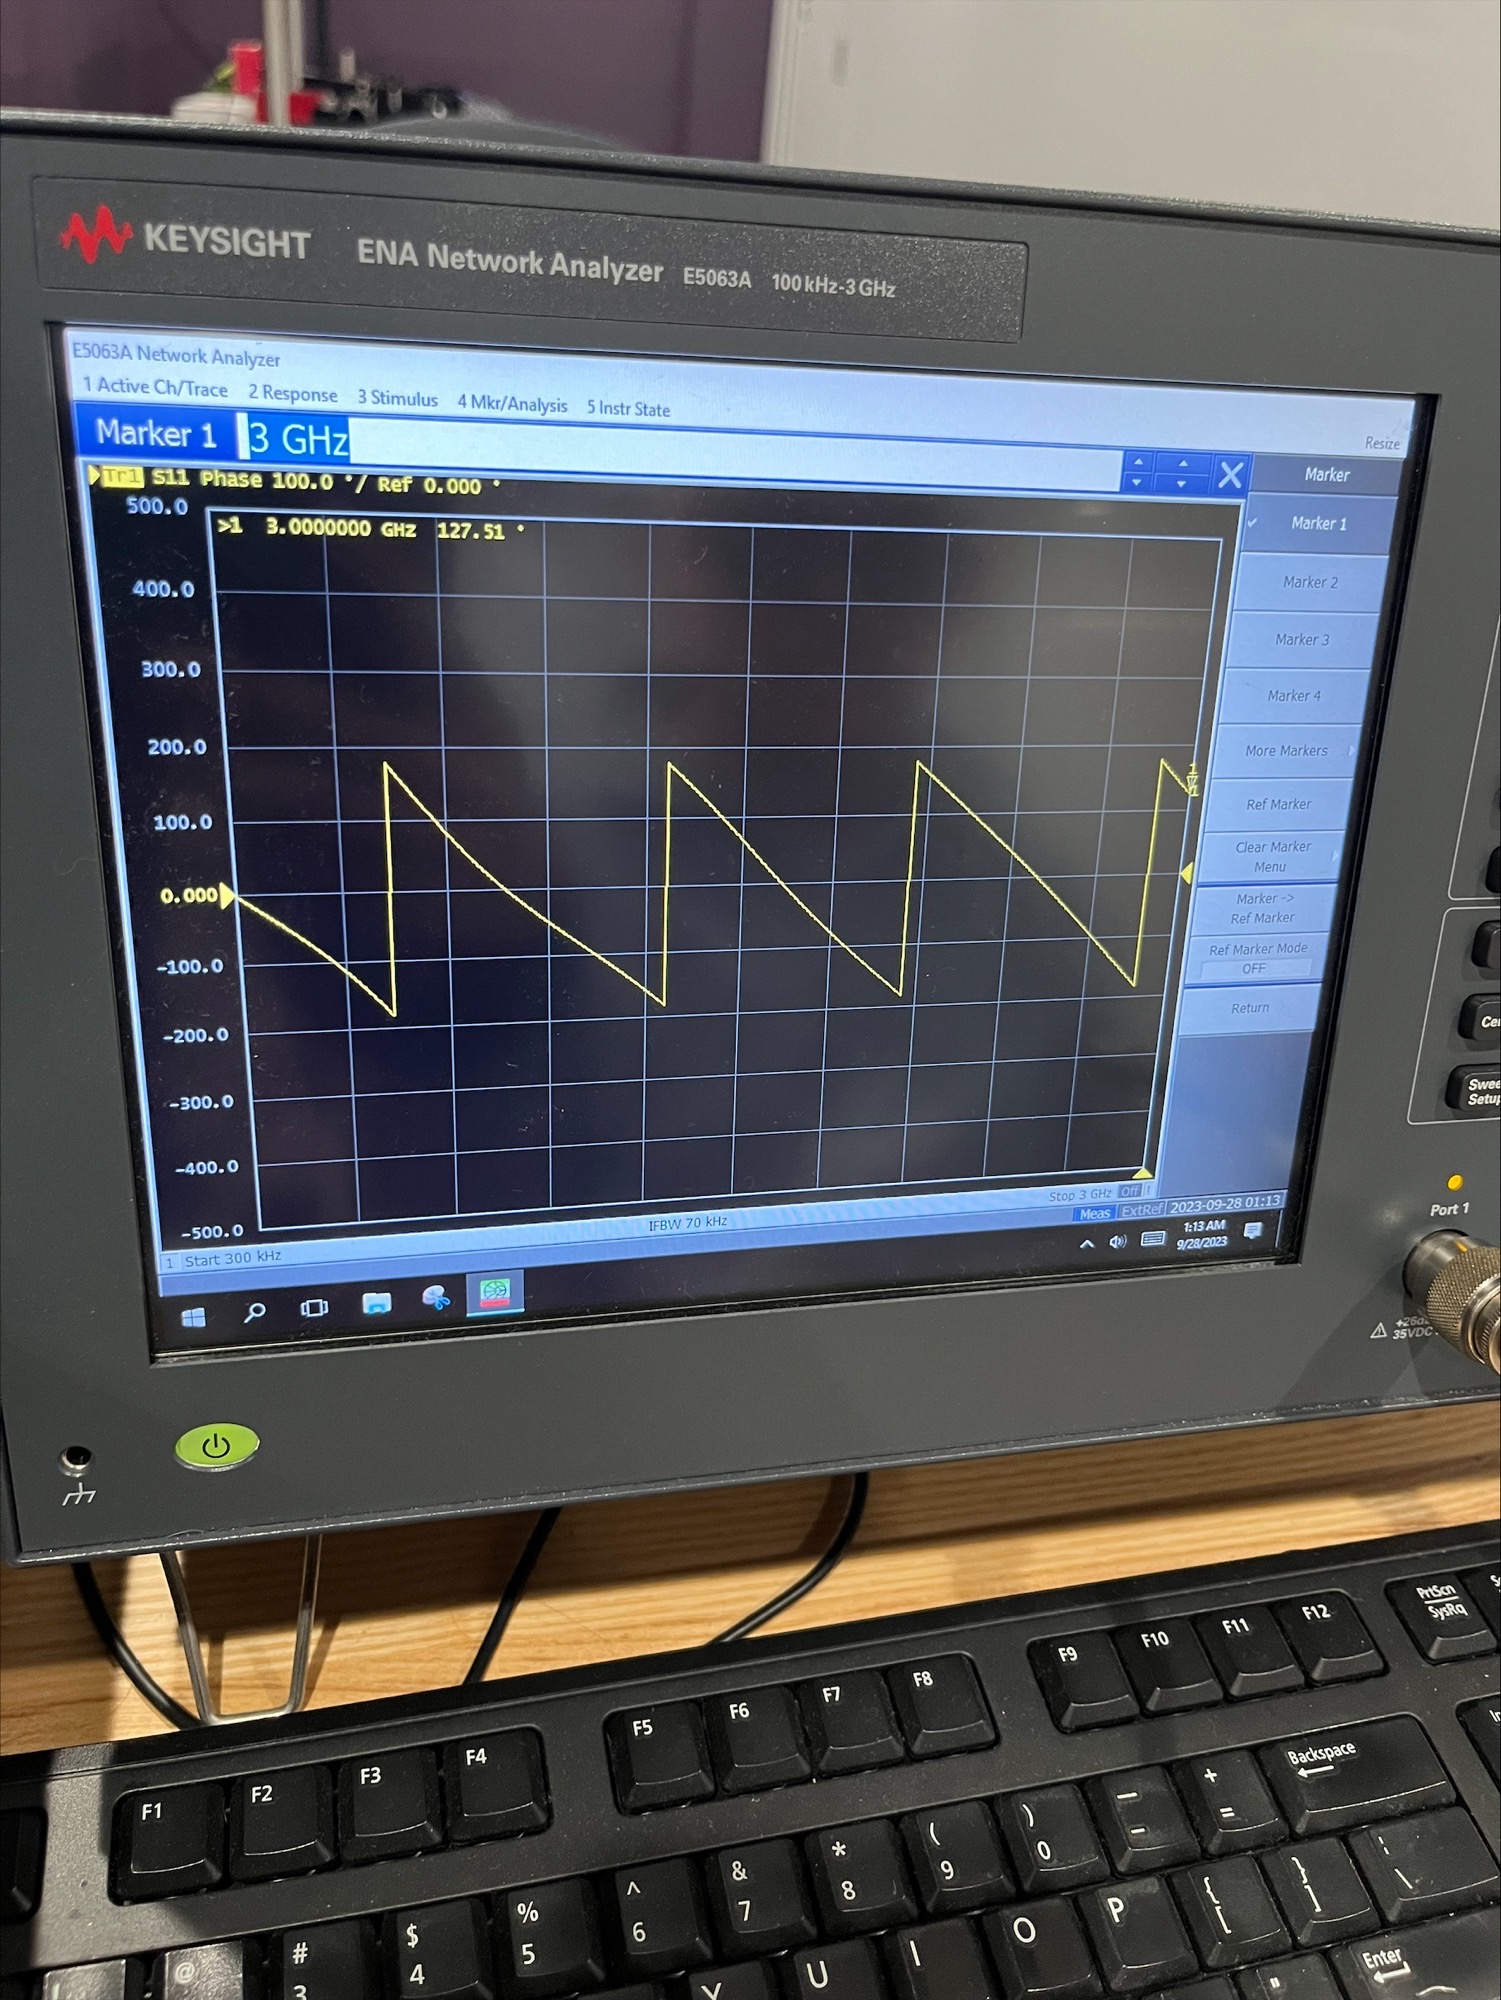 KEYSIGHT ENA Network Analyzer E5063A 100 kHz-3 GHz
E5063A Network Analyzer
1 Active Ch/Trace 2 Response 3 Stimulus 4 Mkr/Analysis 5 Instr State
Resize
Marker 1 3 GHz
Marker
Tr1 S11 Phase 100.0 °/ Ref 0.000 °
>1 3.0000000 GHz 127.51 °
500.0
400.0
300.0
200.0
100.0
0.000
-100.0
-200.0
-300.0
-400.0
-500.0
1
1
Marker 1
Marker 2
Marker 3
Marker 4
More Markers
Ref Marker
Clear Marker
Menu
Marker ->
Ref Marker
Ref Marker Mode
OFF
Return
1 Start 300 kHz
IFBW 70 kHz
Stop 3 GHz Off
Meas ExtRef 2023-09-28 01:13
1:13 AM
9/28/2023
Port 1
35VDC
Setup
PrtScn
SysRq
F1 F2 F3 F4 F5 F6 F7 F8 F9 F10 F11 F12
Backspace
@
# 3
$ 4
% 5
^ 6
& 7
* 8
( 9
) 0
— -
+ =
U I O P { [ } ] \
Enter